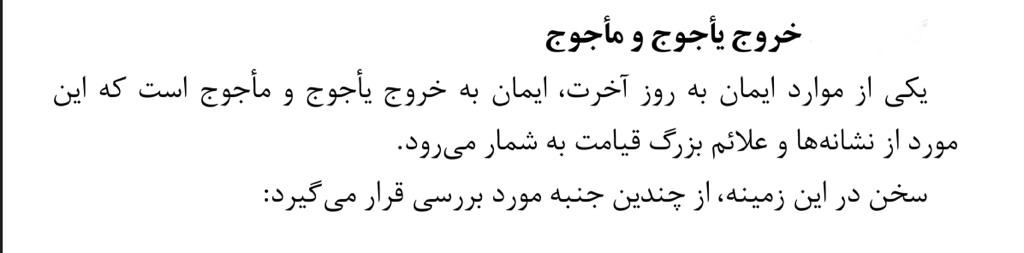 خروج یأجوج و مأجوج
یکی از موارد ایمان به روز آخرت، ایمان به خروج یأجوج و مأجوج است که این
مورد از نشانه‌ها و علائم بزرگ قیامت به شمار می‌رود.
سخن در این زمینه، از چندین جنبه مورد بررسی قرار می‌گیرد: